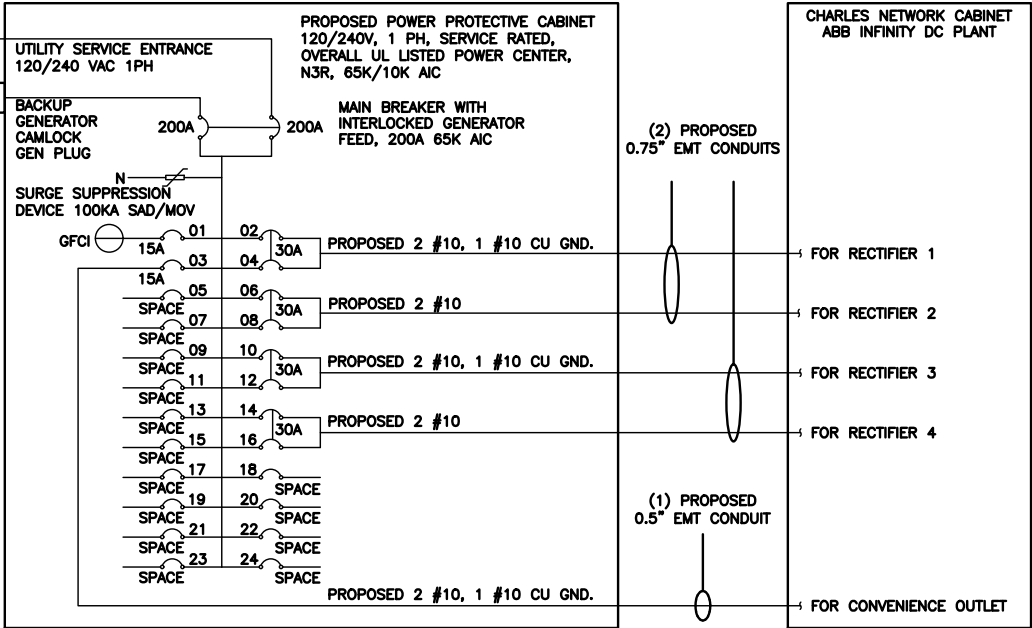 PROPOSED POWER PROTECTIVE CABINET
120/240V, 1 PH, SERVICE RATED,
OVERALL UL LISTED POWER CENTER,
N3R, 65K/10K AIC
CHARLES NETWORK CABINET
ABB INFINITY DC PLANT
UTILITY SERVICE ENTRANCE
120/240 VAC 1PH
BACKUP
GENERATOR
CAMLOCK
GEN PLUG
200A
200A
MAIN BREAKER WITH
INTERLOCKED GENERATOR
FEED, 200A 65K AIC
(2) PROPOSED
0.75" EMT CONDUITS
N
SURGE SUPPRESSION
DEVICE 100KA SAD/MOV
GFCI
15A
01
02
30A
PROPOSED 2 #10, 1 #10 CU GND.
FOR RECTIFIER 1
15A
03
04
SPACE
05
06
30A
PROPOSED 2 #10
FOR RECTIFIER 2
SPACE
07
08
SPACE
09
10
30A
PROPOSED 2 #10, 1 #10 CU GND.
FOR RECTIFIER 3
SPACE
11
12
SPACE
13
14
30A
PROPOSED 2 #10
FOR RECTIFIER 4
SPACE
15
16
SPACE
17
18
SPACE
SPACE
19
20
SPACE
SPACE
21
22
SPACE
SPACE
23
24
SPACE
(1) PROPOSED
0.5" EMT CONDUIT
PROPOSED 2 #10, 1 #10 CU GND.
FOR CONVENIENCE OUTLET